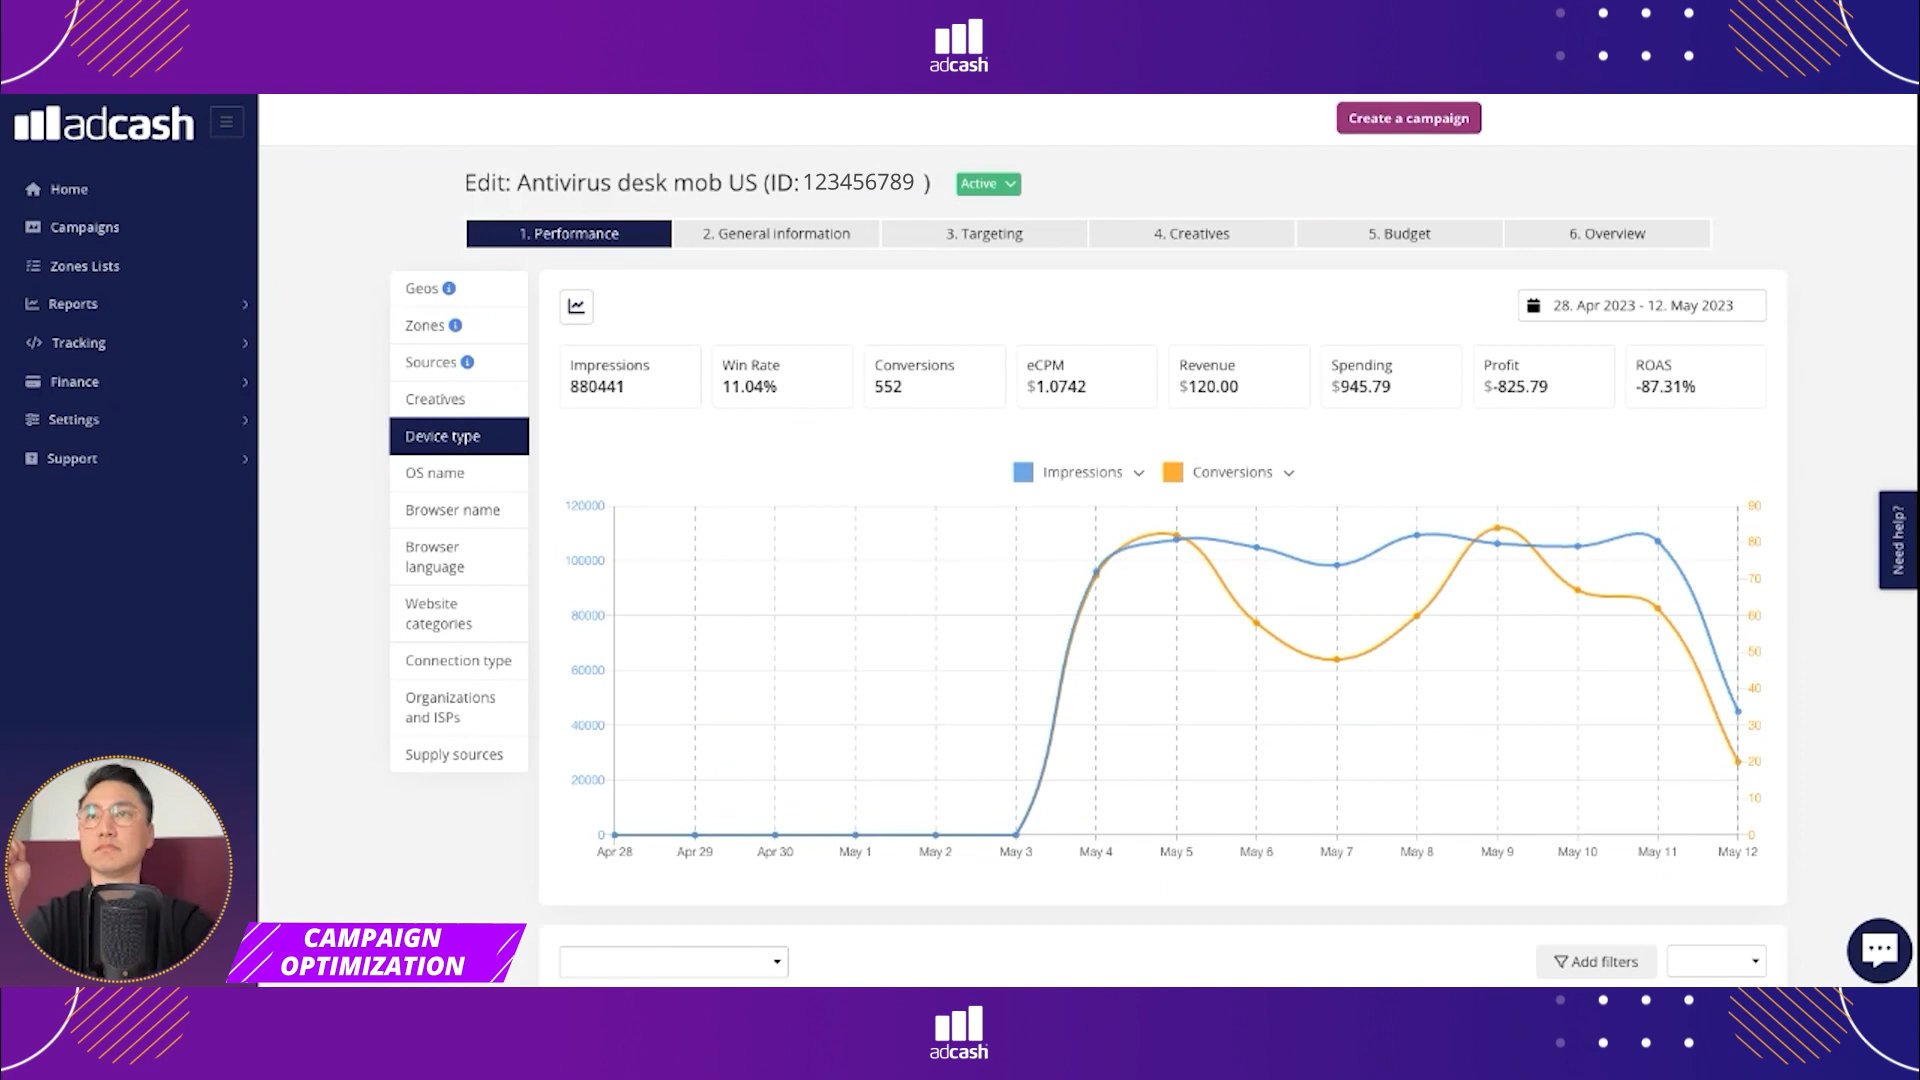 adcash
adcash
Create a campaign
Home
Campaigns
Zones Lists
Reports
Tracking
Finance
Settings
Support
Edit: Antivirus desk mob US (ID: 123456789 )
Active
1. Performance
2. General information
3. Targeting
4. Creatives
5. Budget
6. Overview
Geos
Zones
Sources
Creatives
Device type
OS name
Browser name
Browser
language
Website
categories
Connection type
Organizations
and ISPs
Supply sources
28. Apr 2023 - 12. May 2023
Impressions
880441
Win Rate
11.04%
Conversions
552
eCPM
$1.0742
Revenue
$120.00
Spending
$945.79
Profit
$-825.79
ROAS
-87.31%
Impressions
Conversions
120000
100000
80000
60000
40000
20000
0
90
80
70
60
50
40
30
20
10
0
Apr 28
Apr 29
Apr 30
May 1
May 2
May 3
May 4
May 5
May 6
May 7
May 8
May 9
May 10
May 11
May 12
Need help?
Add filters
CAMPAIGN
OPTIMIZATION
adcash